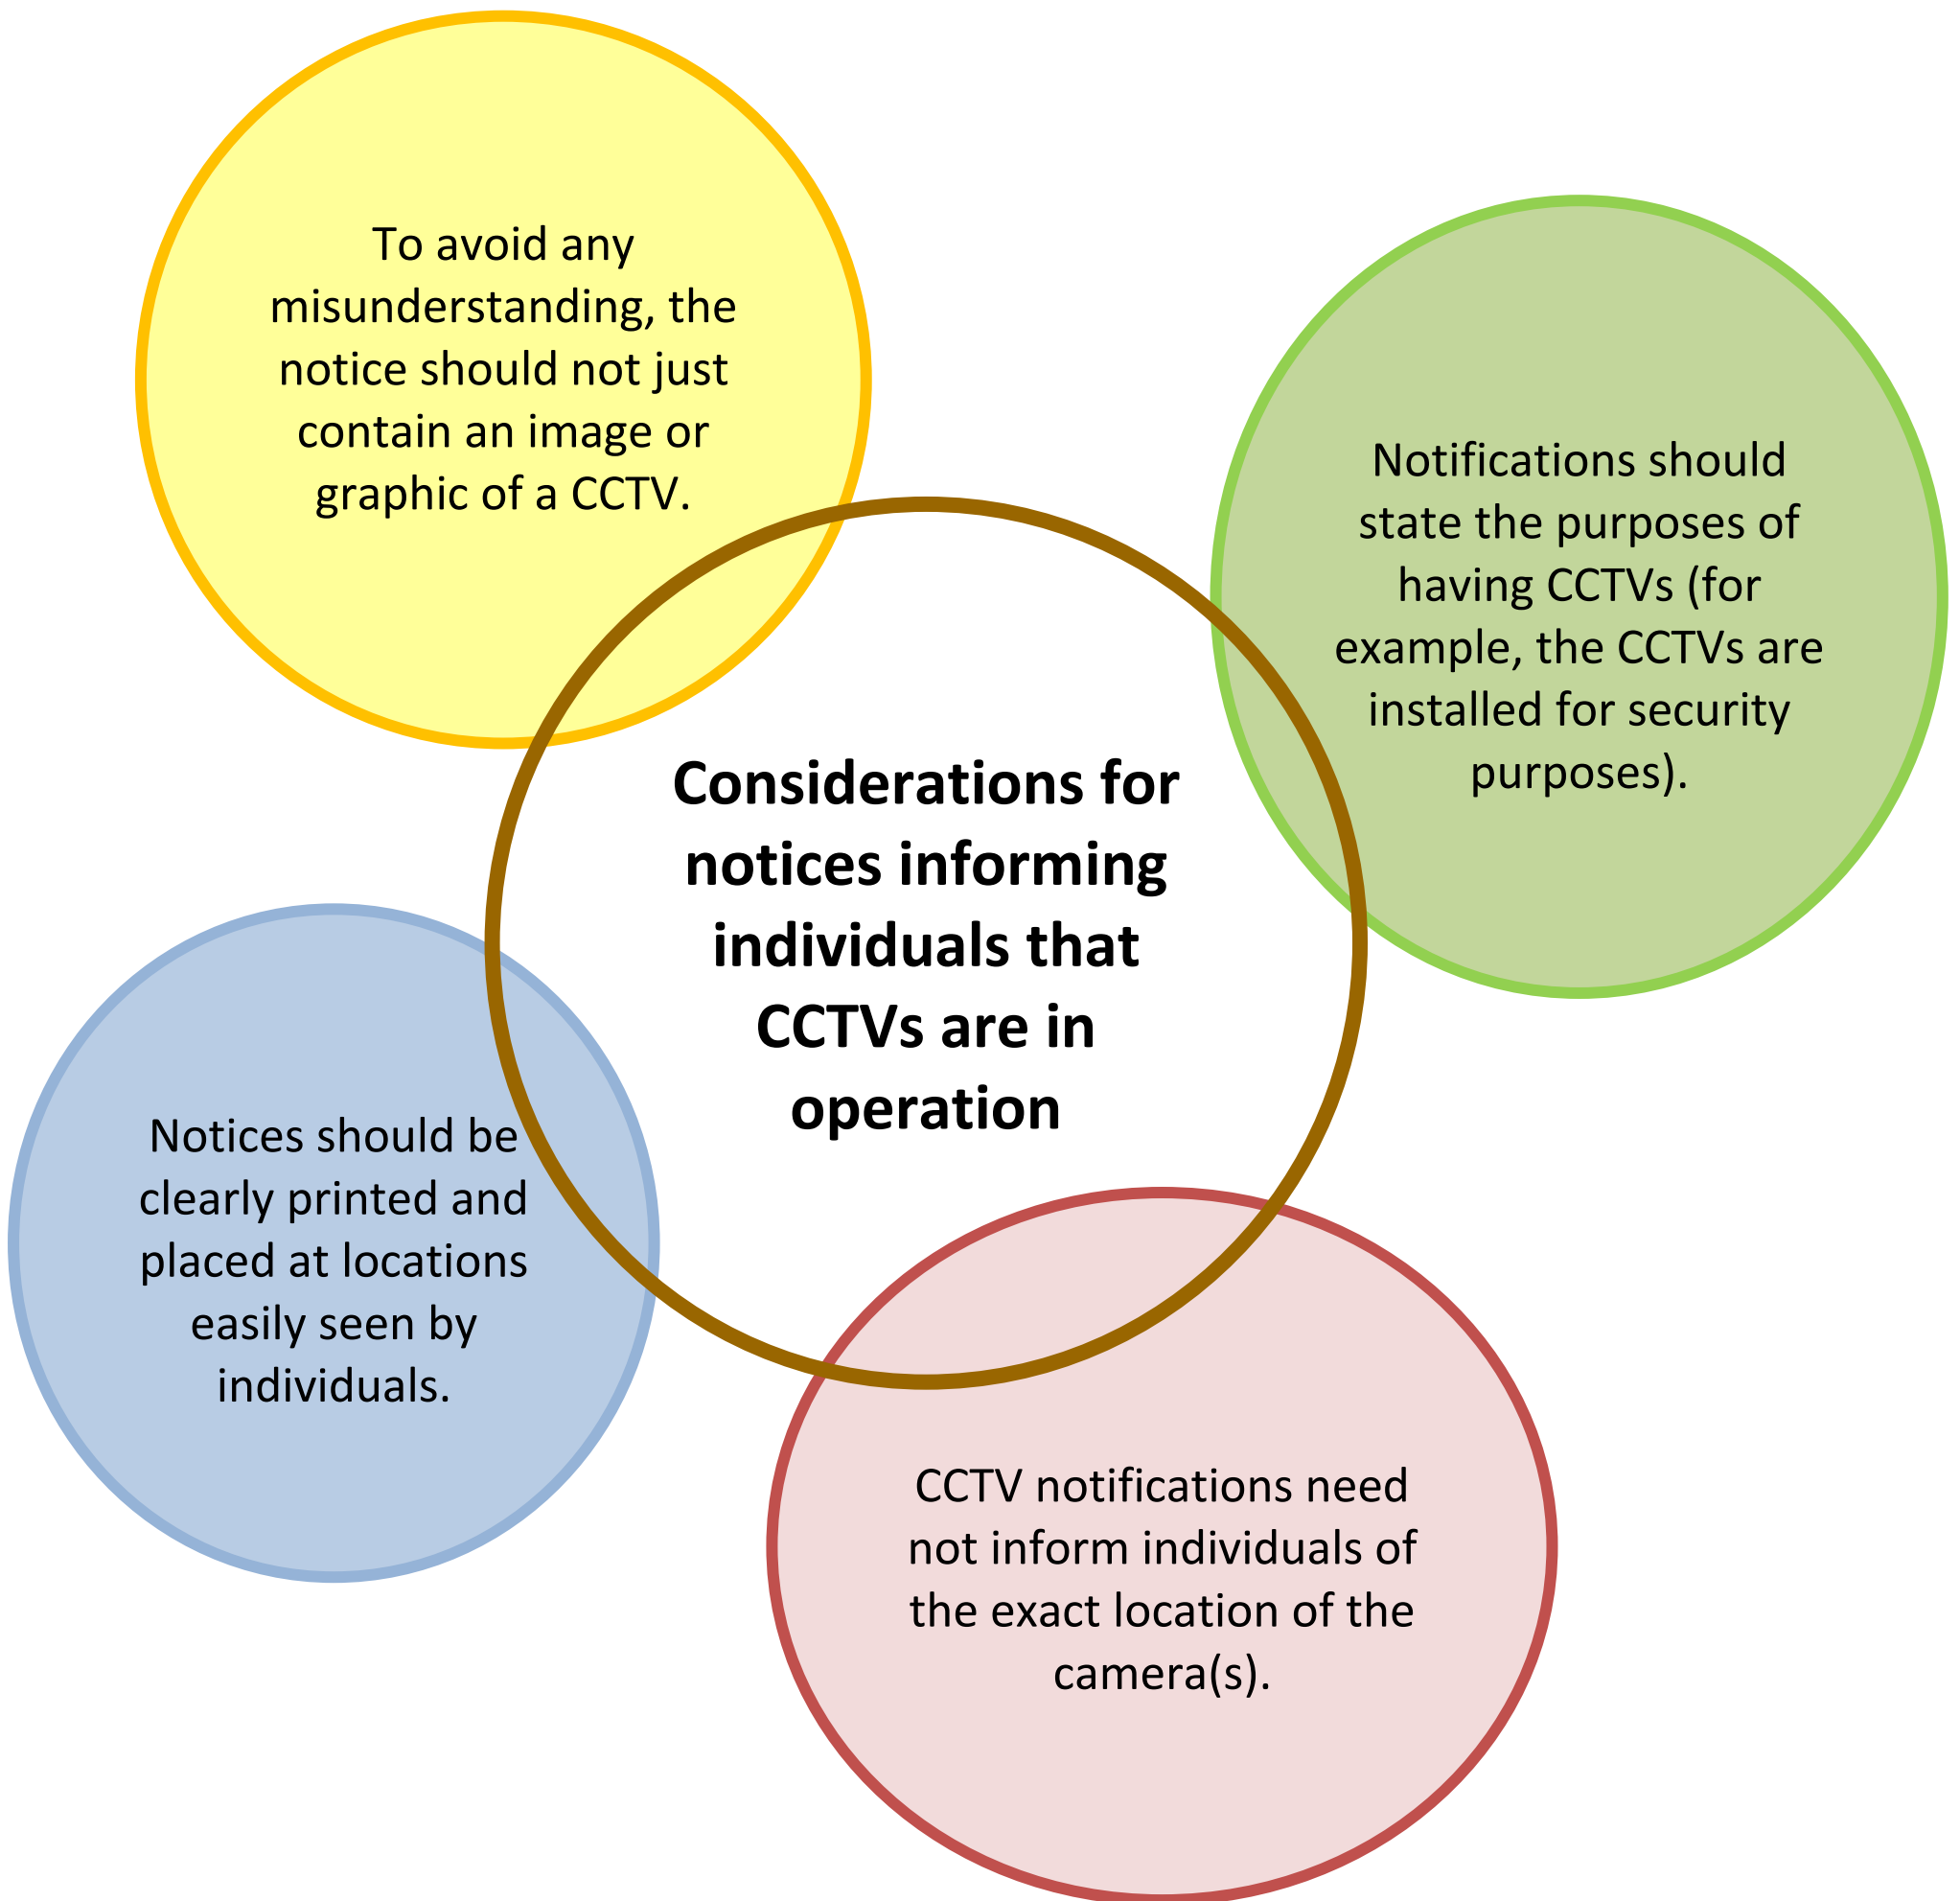 To avoid any
misunderstanding, the
notice should not just
contain an image or
graphic of a CCTV.
Notifications should
state the purposes of
having CCTVs (for
example, the CCTVs are
installed for security
purposes).
Considerations for
notices informing
individuals that
CCTVs are in
operation
Notices should be
clearly printed and
placed at locations
easily seen by
individuals.
CCTV notifications need
not inform individuals of
the exact location of the
camera(s).